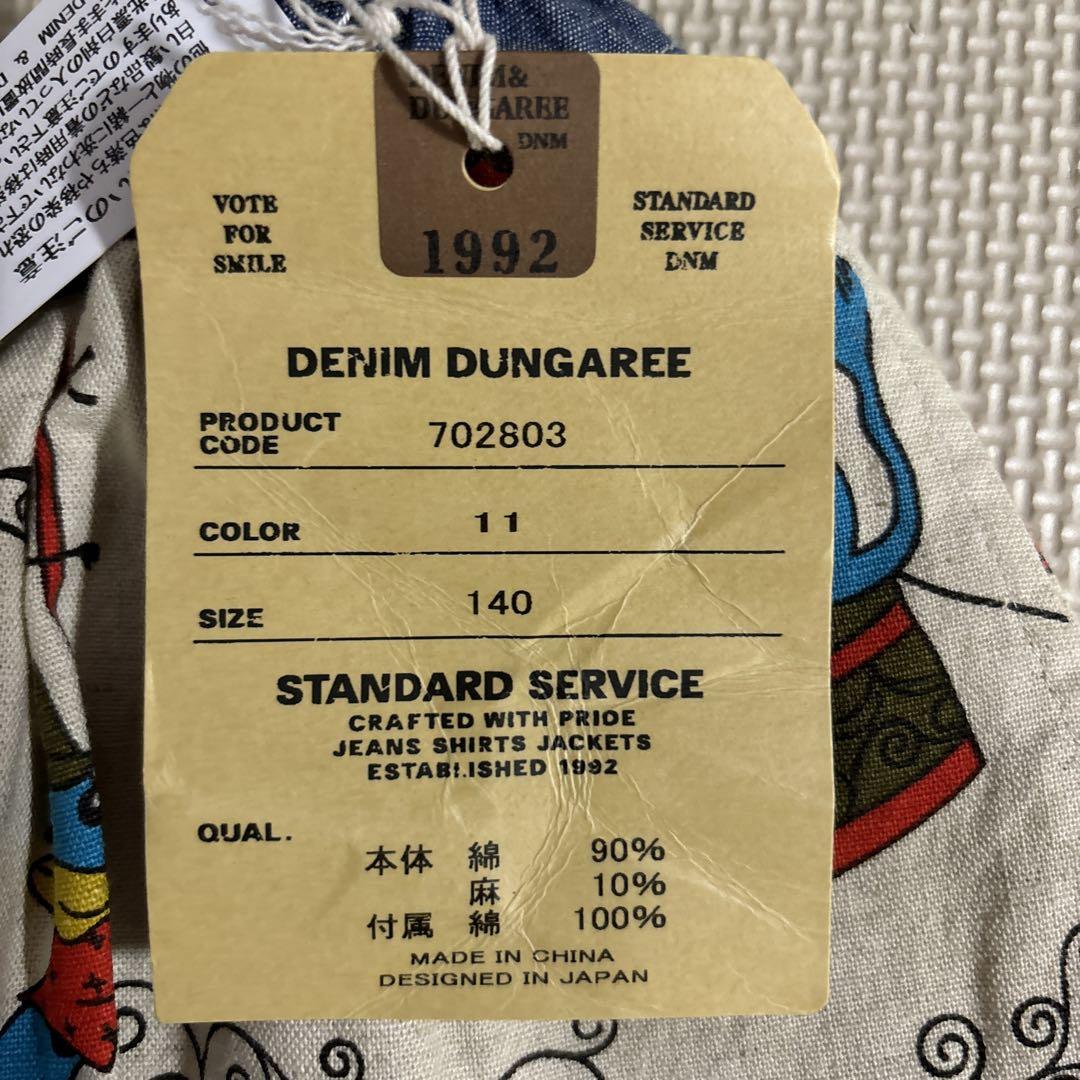 DENIM&
DUNGAREE
DNM
1992
VOTE
FOR
SMILE
STANDARD
SERVICE
DNM
DENIM DUNGAREE
PRODUCT
CODE 702803
COLOR 11
SIZE 140
STANDARD SERVICE
CRAFTED WITH PRIDE
JEANS SHIRTS JACKETS
ESTABLISHED 1992
QUAL.
本体 綿 90%
麻 10%
付属 綿 100%
MADE IN CHINA
DESIGNED IN JAPAN